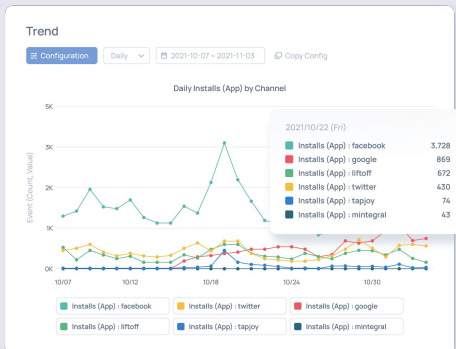 Trend
Configuration Daily 2021-10-07 ~ 2021-11-03 Copy Config
Daily Installs (App) by Channel
Event (Count, Value)
5K
3K
2K
1K
0K
10/07 10/12 10/18 10/24 10/30
2021/10/22 (Fri)
Installs (App) : facebook 3,728
Installs (App) : google 869
Installs (App) : liftoff 672
Installs (App) : twitter 430
Installs (App) : tapjoy 74
Installs (App) : mintegral 43
Installs (App) : facebook Installs (App) : twitter Installs (App) : google
Installs (App) : liftoff Installs (App) : tapjoy Installs (App) : mintegral